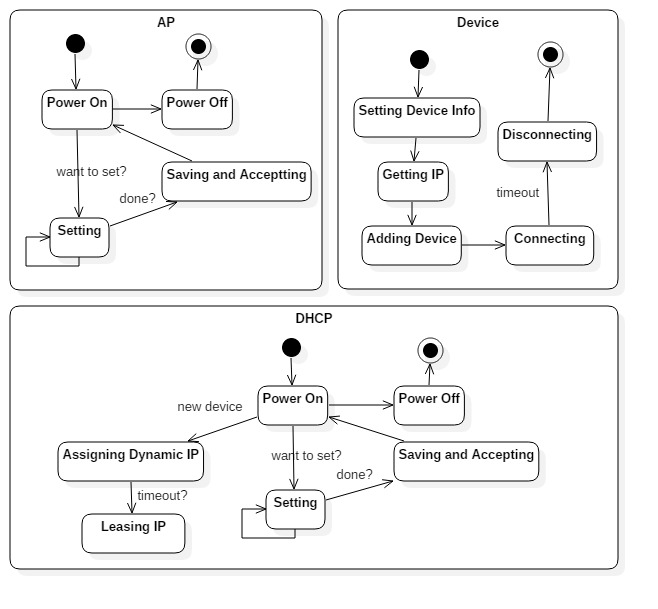 AP
Power On
Power Off
want to set?
Saving and Acceptting
done?
Setting
Device
Setting Device Info
Disconnecting
Getting IP
timeout
Adding Device
Connecting
DHCP
Power On
Power Off
new device
Assigning Dynamic IP
want to set?
Saving and Accepting
done?
timeout?
Setting
Leasing IP